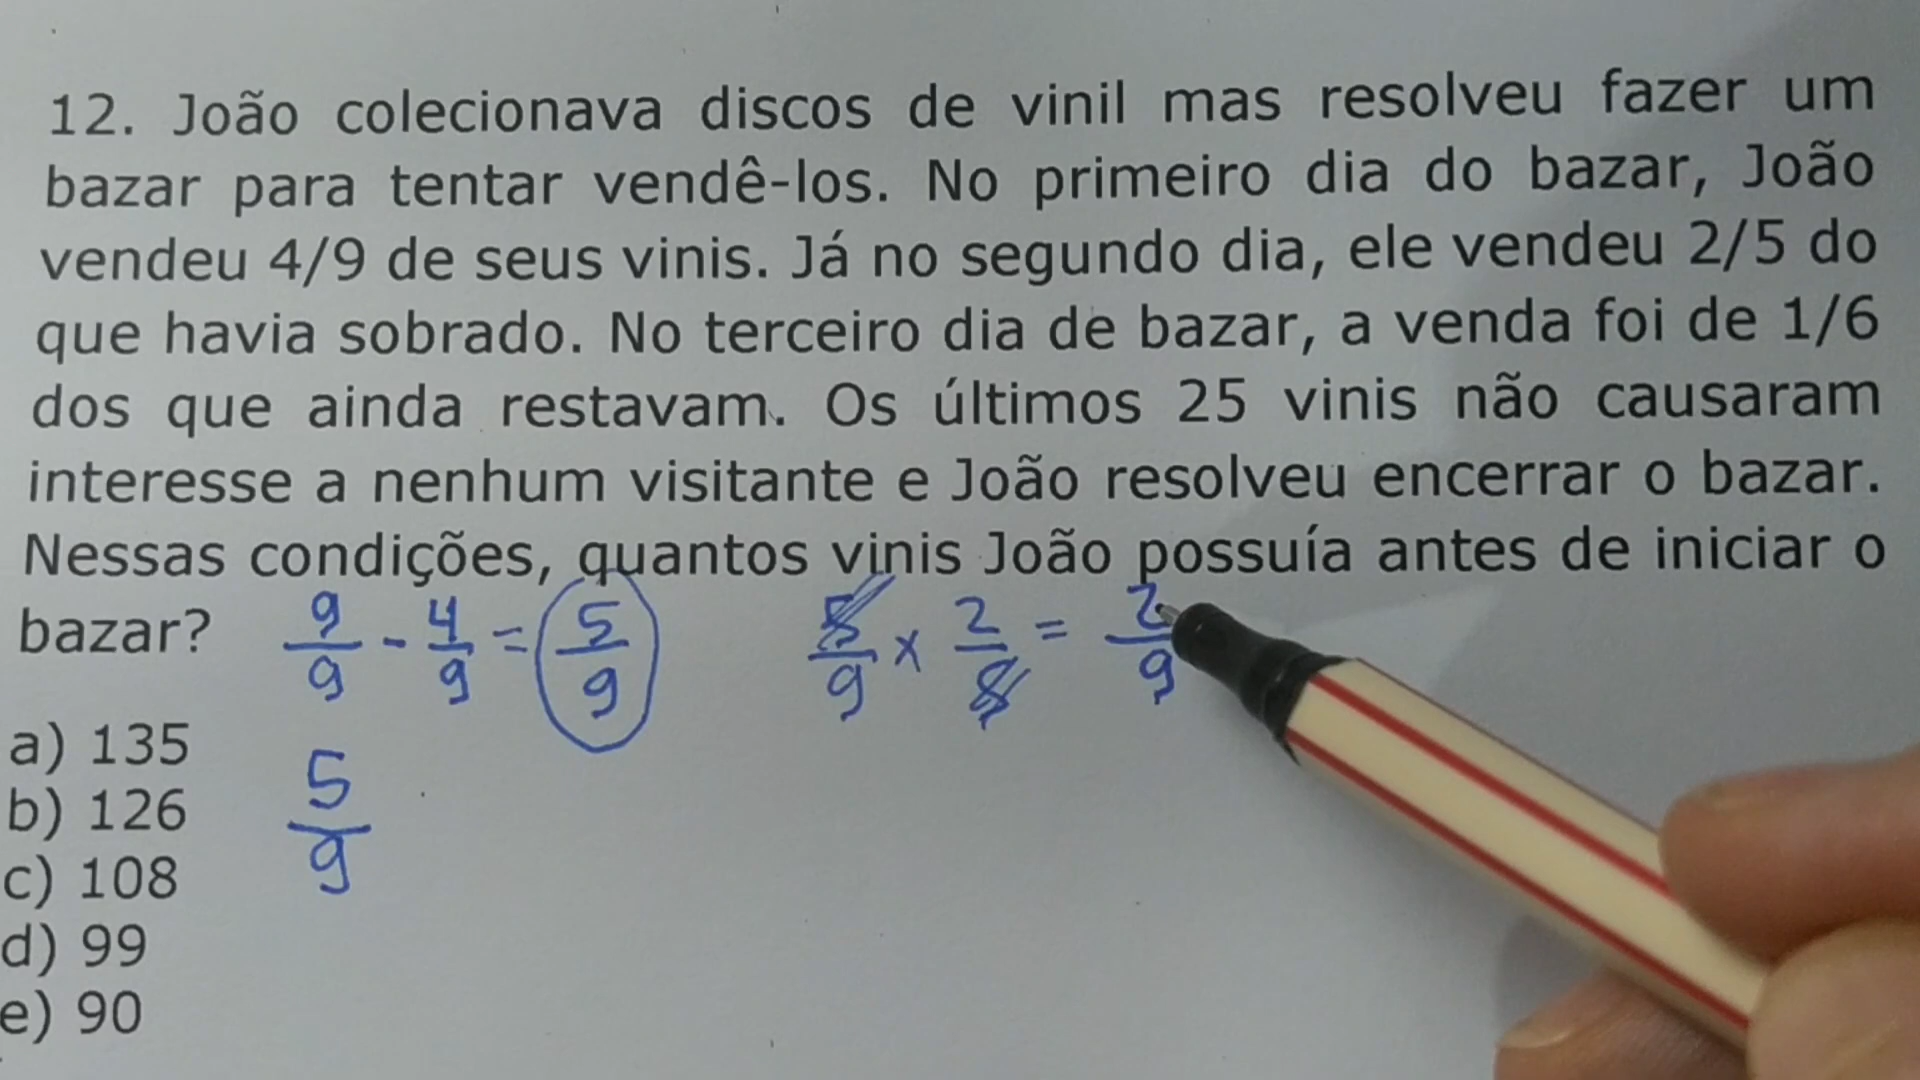 12. João colecionava discos de vinil mas resolveu fazer um
bazar para tentar vendê-los. No primeiro dia do bazar, João
vendeu 4/9 de seus vinis. Já no segundo dia, ele vendeu 2/5 do
que havia sobrado. No terceiro dia de bazar, a venda foi de 1/6
dos que ainda restavam. Os últimos 25 vinis não causaram
interesse a nenhum visitante e João resolveu encerrar o bazar.
Nessas condições, quantos vinis João possuía antes de iniciar o
bazar?
9/9 - 4/9 = 5/9
5/9 x 2/5 = 2/9
a) 135
b) 126
c) 108
d) 99
e) 90
5/9